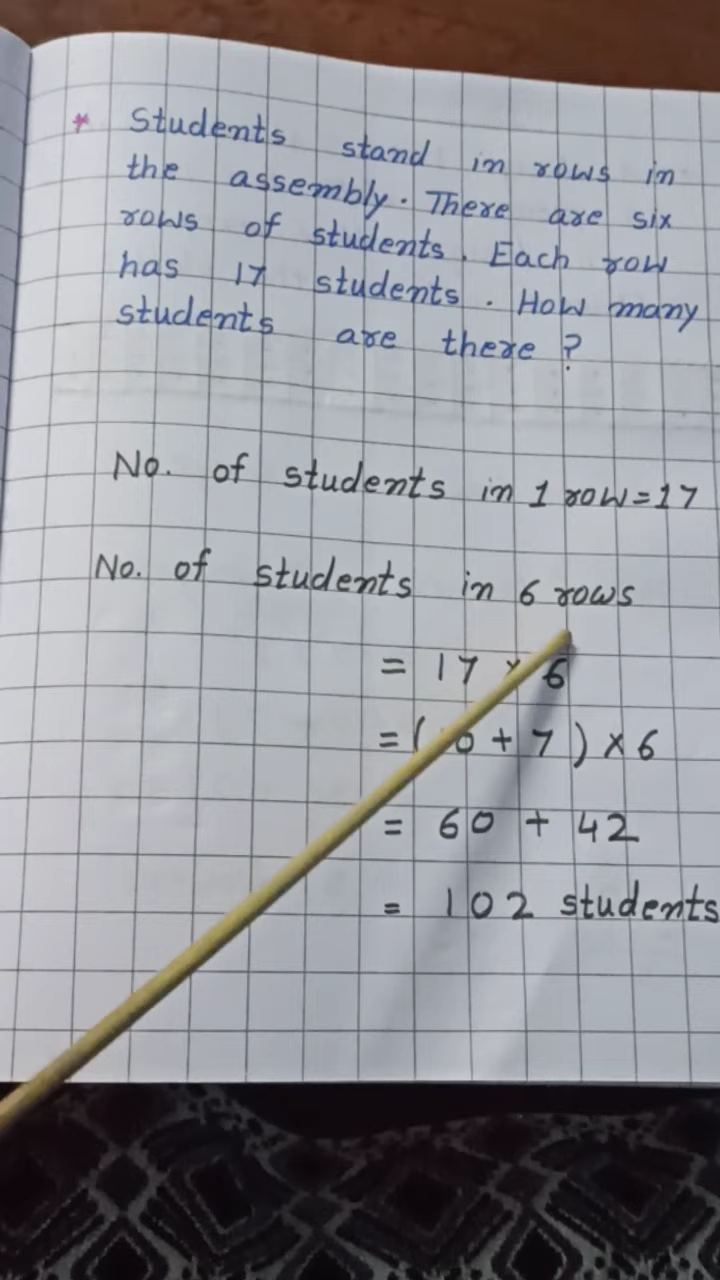 * Students stand in rows in
the assembly. There are six
rows of students. Each row
has 17 students. How many
students are there?
No. of students in 1 row=17
No. of students in 6 rows
= 17 × 6
=( 0 + 7 ) × 6
= 60 + 42
= 102 students